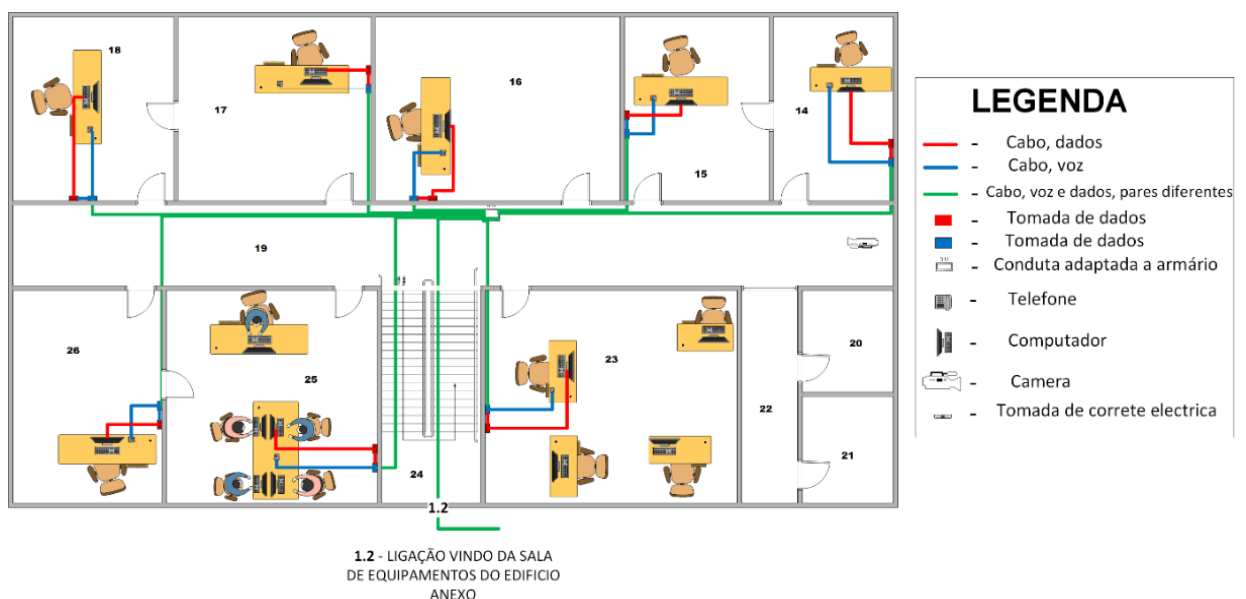 18
17
16
15
14
19
26
25
24
23
22
20
21
1.2
1.2 - LIGAÇÃO VINDO DA SALA
DE EQUIPAMENTOS DO EDIFICIO
ANEXO
LEGENDA
- Cabo, dados
- Cabo, voz
- Cabo, voz e dados, pares diferentes
- Tomada de dados
- Tomada de dados
3 U
- Conduta adaptada a armário
- Telefone
- Computador
- Camera
- Tomada de correte electrica